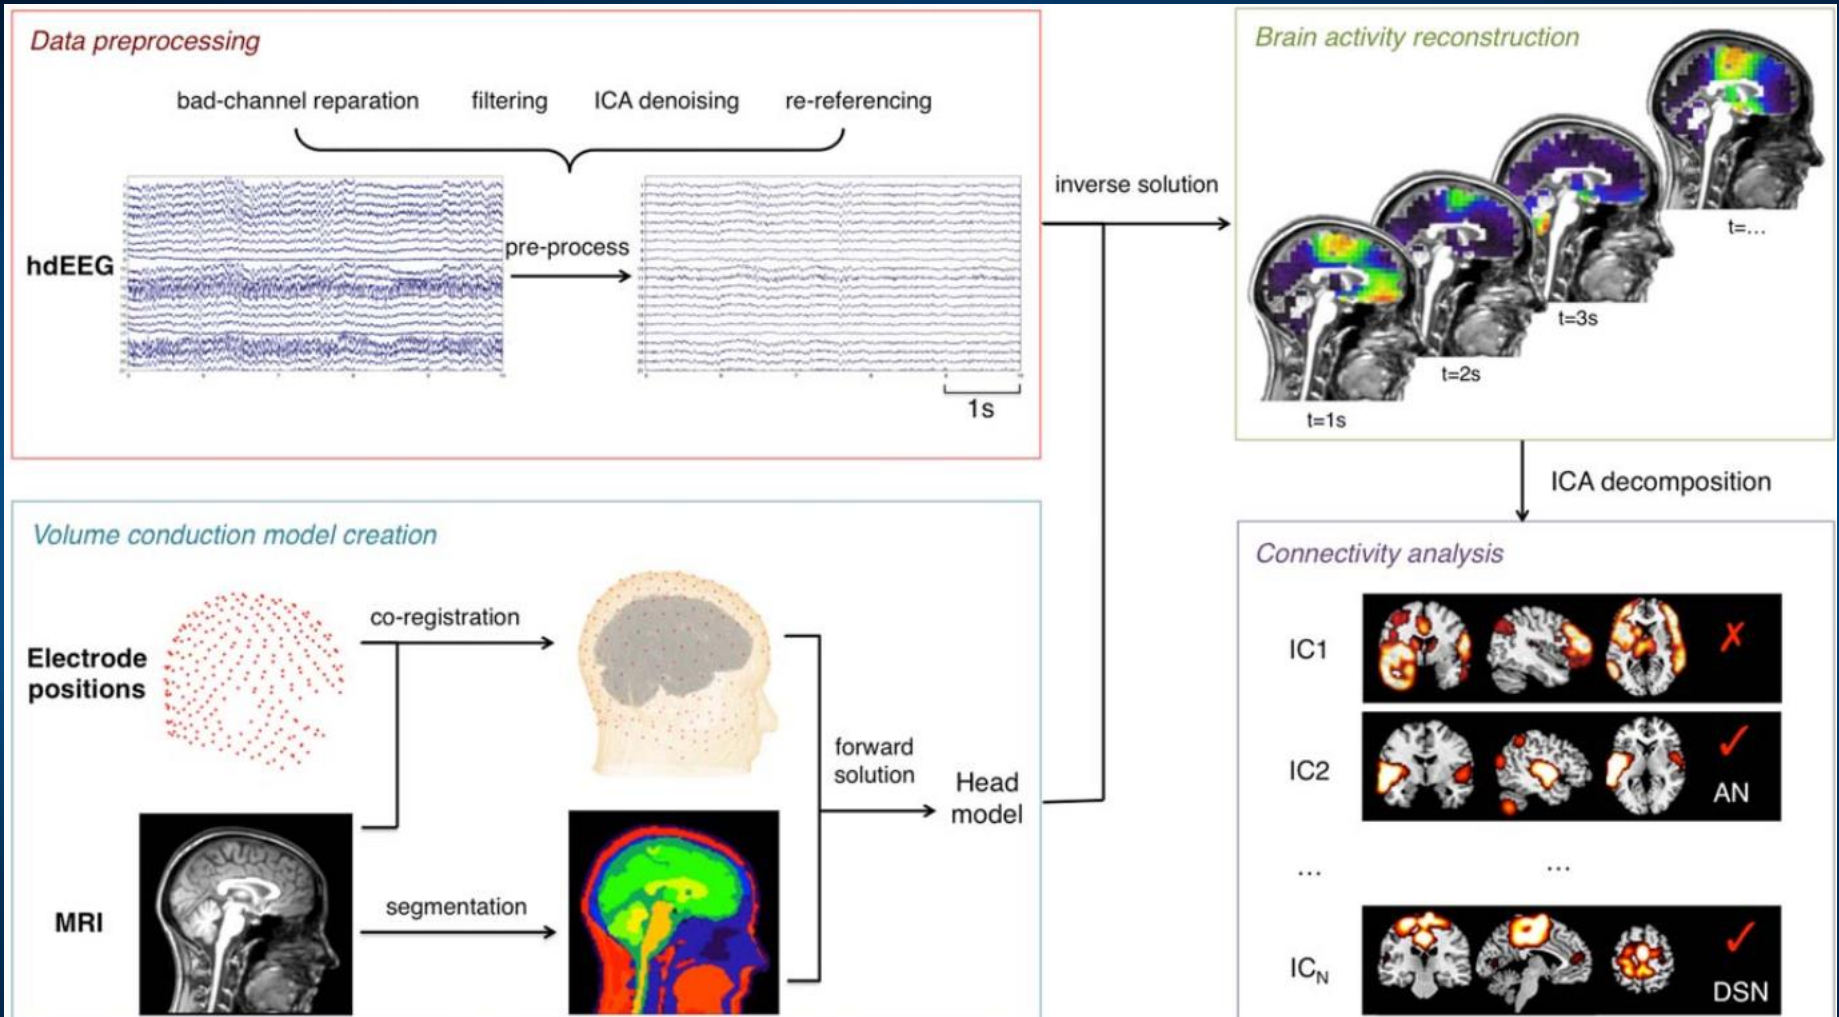 Data preprocessing
bad-channel reparation filtering ICA denoising re-referencing
hdEEG
pre-process
1s
inverse solution
Brain activity reconstruction
t=1s
t=2s
t=3s
t=...
ICA decomposition
Volume conduction model creation
Electrode
positions
co-registration
MRI
segmentation
forward
solution
Head
model
Connectivity analysis
IC1
✗
IC2
✓
AN
...
...
ICN
✓
DSN